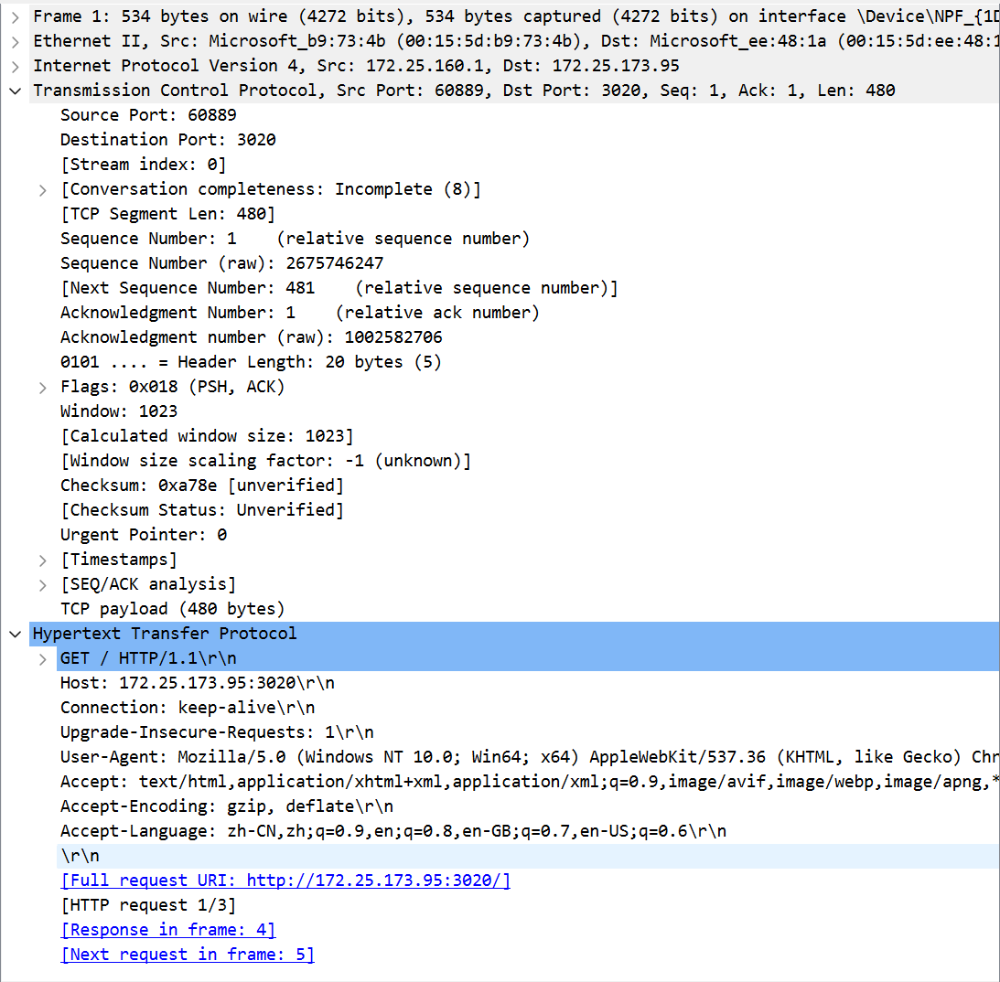 Frame 1: 534 bytes on wire (4272 bits), 534 bytes captured (4272 bits) on interface \Device\NPF_{1D
Ethernet II, Src: Microsoft_b9:73:4b (00:15:5d:b9:73:4b), Dst: Microsoft_ee:48:1a (00:15:5d:ee:48:1
Internet Protocol Version 4, Src: 172.25.160.1, Dst: 172.25.173.95
Transmission Control Protocol, Src Port: 60889, Dst Port: 3020, Seq: 1, Ack: 1, Len: 480
Source Port: 60889
Destination Port: 3020
[Stream index: 0]
[Conversation completeness: Incomplete (8)]
[TCP Segment Len: 480]
Sequence Number: 1    (relative sequence number)
Sequence Number (raw): 2675746247
[Next Sequence Number: 481    (relative sequence number)]
Acknowledgment Number: 1    (relative ack number)
Acknowledgment number (raw): 1002582706
0101 .... = Header Length: 20 bytes (5)
Flags: 0x018 (PSH, ACK)
Window: 1023
[Calculated window size: 1023]
[Window size scaling factor: -1 (unknown)]
Checksum: 0xa78e [unverified]
[Checksum Status: Unverified]
Urgent Pointer: 0
[Timestamps]
[SEQ/ACK analysis]
TCP payload (480 bytes)
Hypertext Transfer Protocol
GET / HTTP/1.1\r\n
Host: 172.25.173.95:3020\r\n
Connection: keep-alive\r\n
Upgrade-Insecure-Requests: 1\r\n
User-Agent: Mozilla/5.0 (Windows NT 10.0; Win64; x64) AppleWebKit/537.36 (KHTML, like Gecko) Chr
Accept: text/html,application/xhtml+xml,application/xml;q=0.9,image/avif,image/webp,image/apng,*
Accept-Encoding: gzip, deflate\r\n
Accept-Language: zh-CN,zh;q=0.9,en;q=0.8,en-GB;q=0.7,en-US;q=0.6\r\n
\r\n
[Full request URI: http://172.25.173.95:3020/]
[HTTP request 1/3]
[Response in frame: 4]
[Next request in frame: 5]